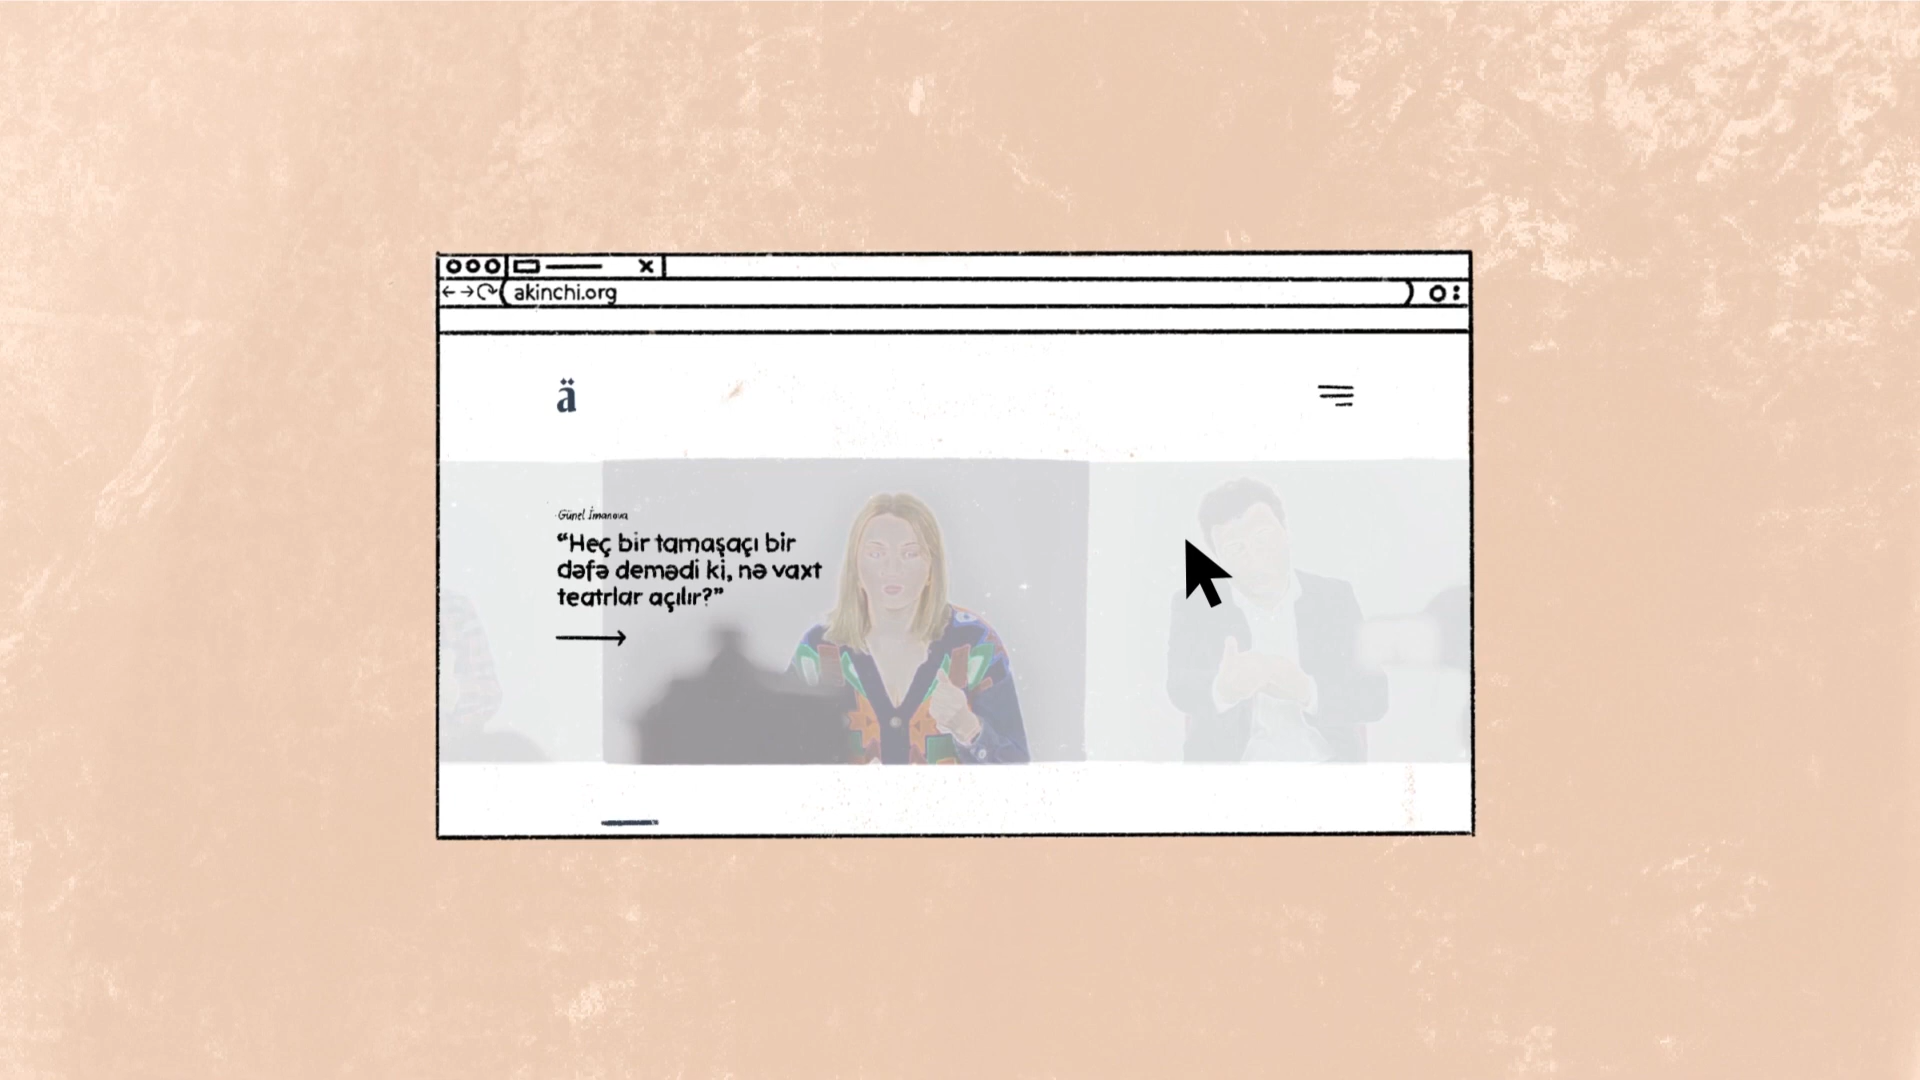 akinchi.org
ä
Günel İmanova
“Heç bir tamaşaçı bir
dəfə demədi ki, nə vaxt
teatrlar açılır?”